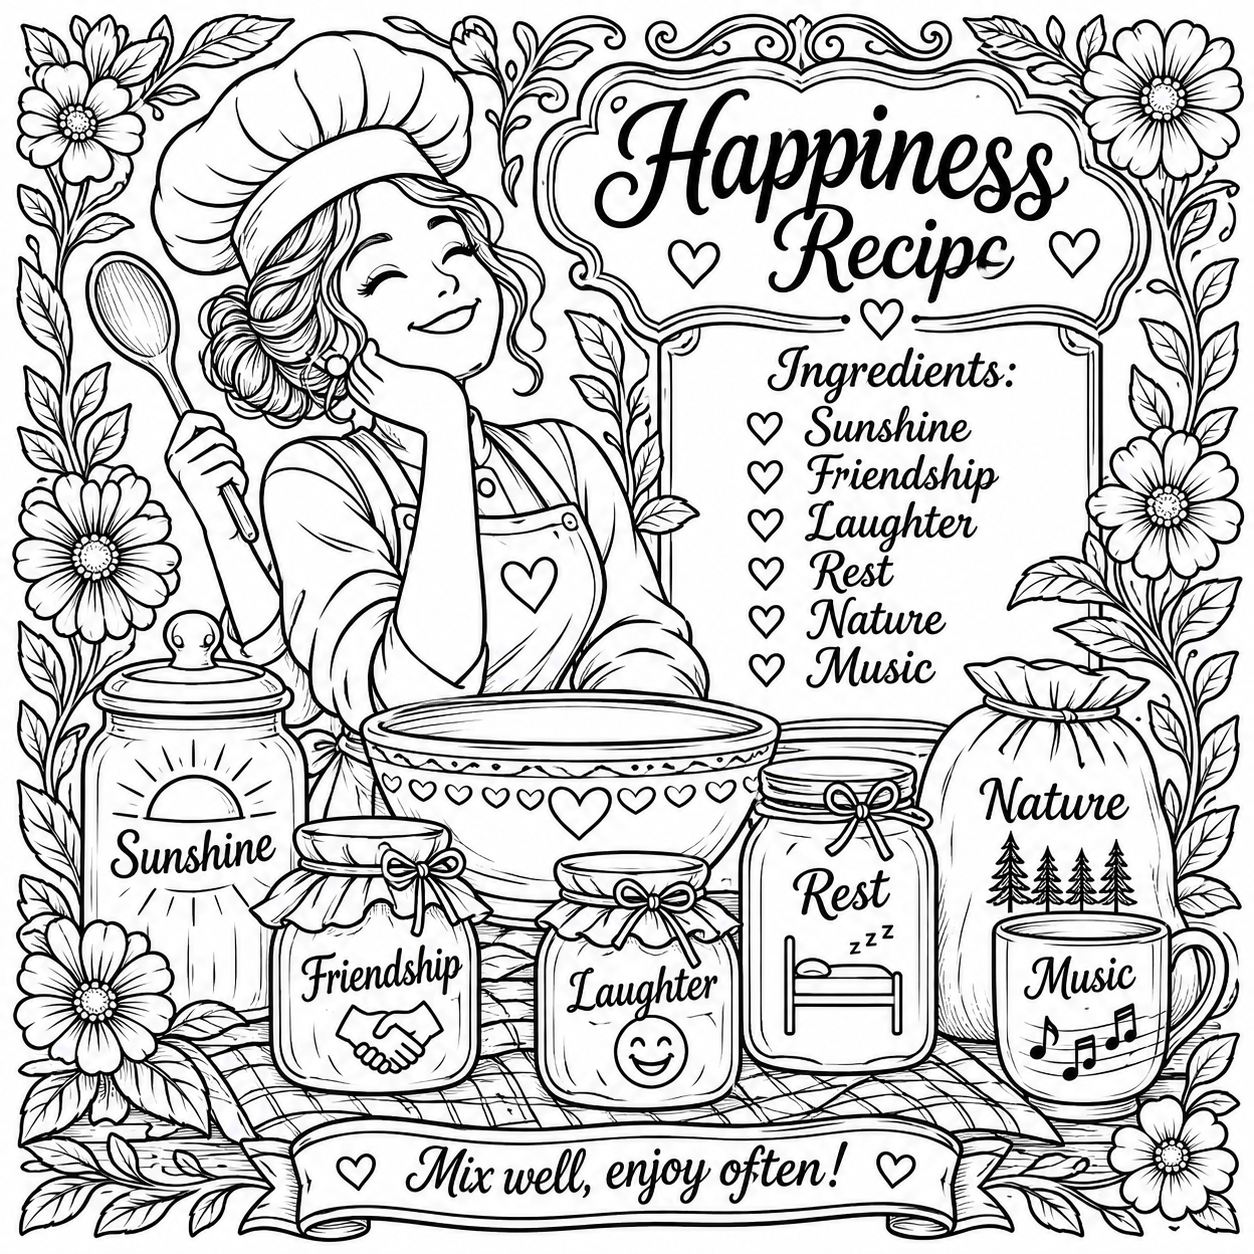 Happiness
Recipe
Ingredients:
Sunshine
Friendship
Laughter
Rest
Nature
Music
Sunshine
Friendship
Laughter
Rest
zzz
Nature
Music
Mix well, enjoy often!